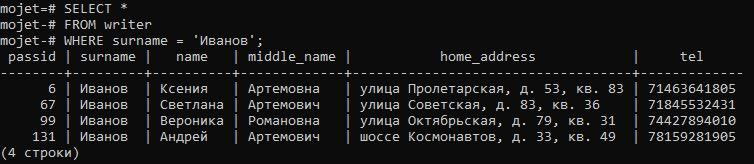 mojet=# SELECT *
mojet-# FROM writer
mojet-# WHERE surname = 'Иванов';
 passid | surname |   name   | middle_name |          home_address           |     tel
--------+---------+----------+-------------+---------------------------------+-------------
      6 | Иванов  | Ксения   | Артемовна   | улица Пролетарская, д. 53, кв. 83 | 71463641805
     67 | Иванов  | Светлана | Артемович   | улица Советская, д. 83, кв. 36  | 71845532431
     99 | Иванов  | Вероника | Романовна   | улица Октябрьская, д. 79, кв. 31 | 74427894010
    131 | Иванов  | Андрей   | Артемович   | шоссе Космонавтов, д. 33, кв. 49 | 78159281905
(4 строки)